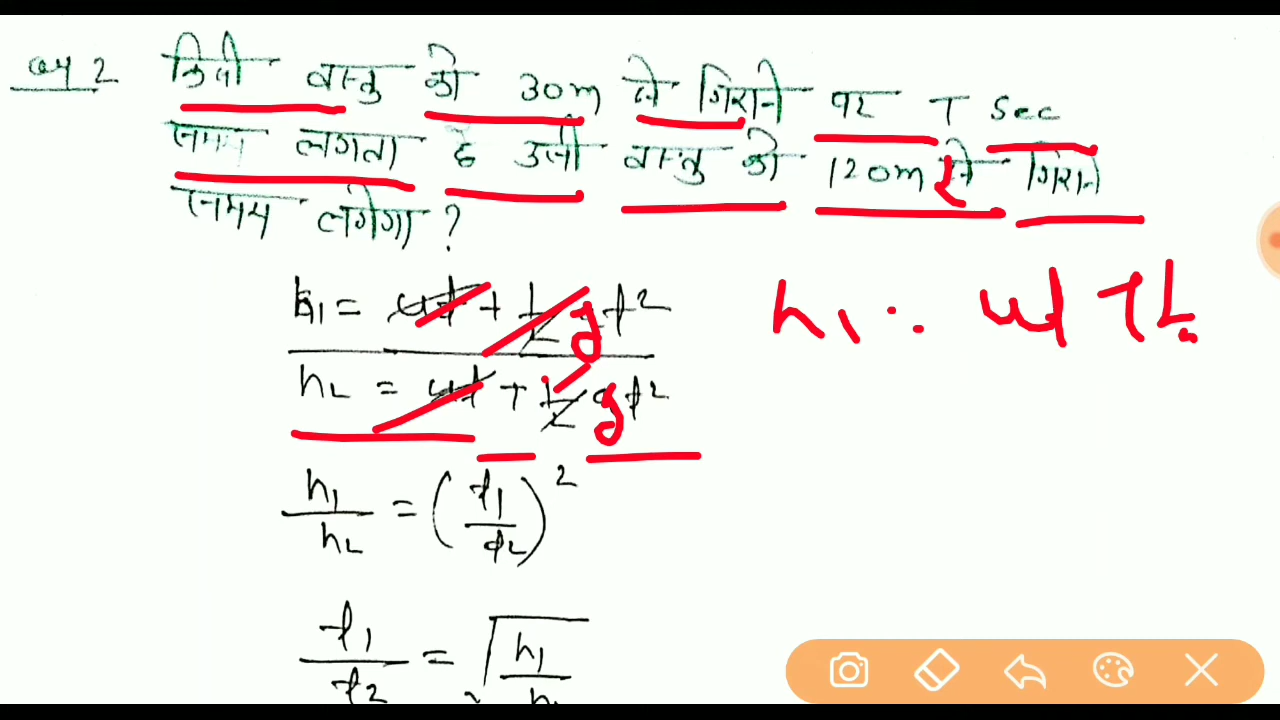 Que 2 किसी वस्तु को 30m से गिराने पर T Sec
समय लगता है उसी वस्तु को 120m से गिराने
समय लगेगा ?
h₁ = ut + 1/2 gt²
h₂ = ut + 1/2 gt²
h₁ ut
h₁/h₂ = (t₁/t₂)²
t₁/t₂ = √h₁/h